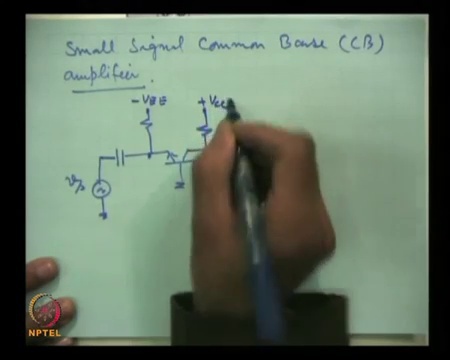 Small Signal Common Base (CB)
amplifier.
-VEE +Vcc
vs
NPTEL